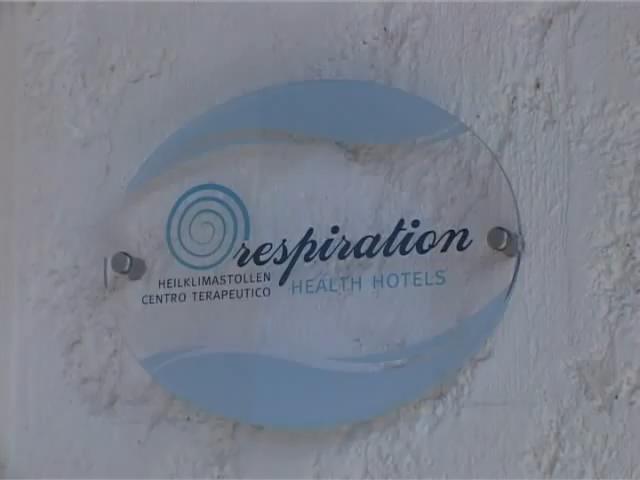 respiration
HEALTH HOTELS
HEILKLIMASTOLLEN
CENTRO TERAPEUTICO